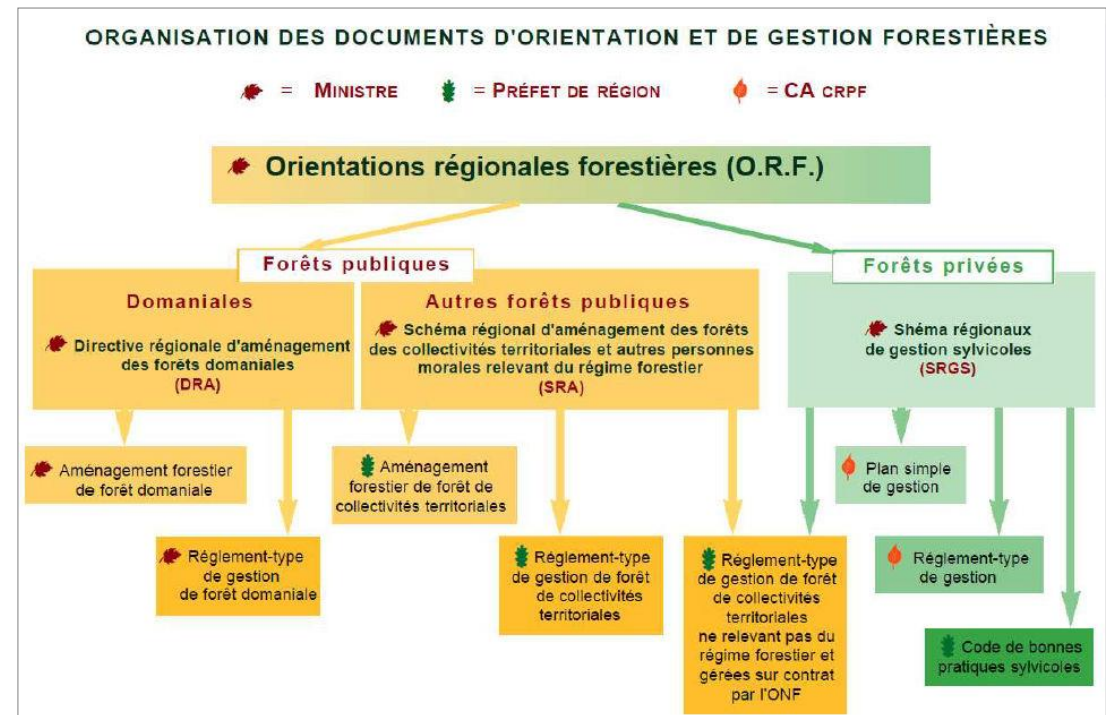 ORGANISATION DES DOCUMENTS D'ORIENTATION ET DE GESTION FORESTIÈRES
= MINISTRE = PRÉFET DE RÉGION = CA CRPF
Orientations régionales forestières (O.R.F.)
Forêts publiques
Domaniales
Directive régionale d'aménagement
des forêts domaniales
(DRA)
Autres forêts publiques
Schéma régional d'aménagement des forêts
des collectivités territoriales et autres personnes
morales relevant du régime forestier
(SRA)
Forêts privées
Shéma régionaux
de gestion sylvicoles
(SRGS)
Aménagement forestier
de forêt domaniale
Aménagement
forestier de forêt de
collectivités territoriales
Plan simple
de gestion
Réglement-type
de gestion
de forêt domaniale
Réglement-type
de gestion de forêt
de collectivités
territoriales
Réglement-type
de gestion de forêt
de collectivités
territoriales
ne relevant pas du
régime forestier et
gérées sur contrat
par l'ONF
Réglement-type
de gestion
Code de bonnes
pratiques sylvicoles